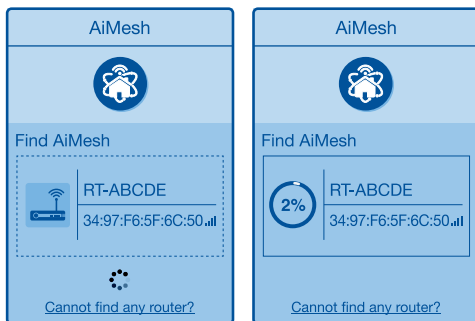 AiMesh
Find AiMesh
RT-ABCDE
34:97:F6:5F:6C:50
Cannot find any router?
AiMesh
Find AiMesh
2%
RT-ABCDE
34:97:F6:5F:6C:50
Cannot find any router?